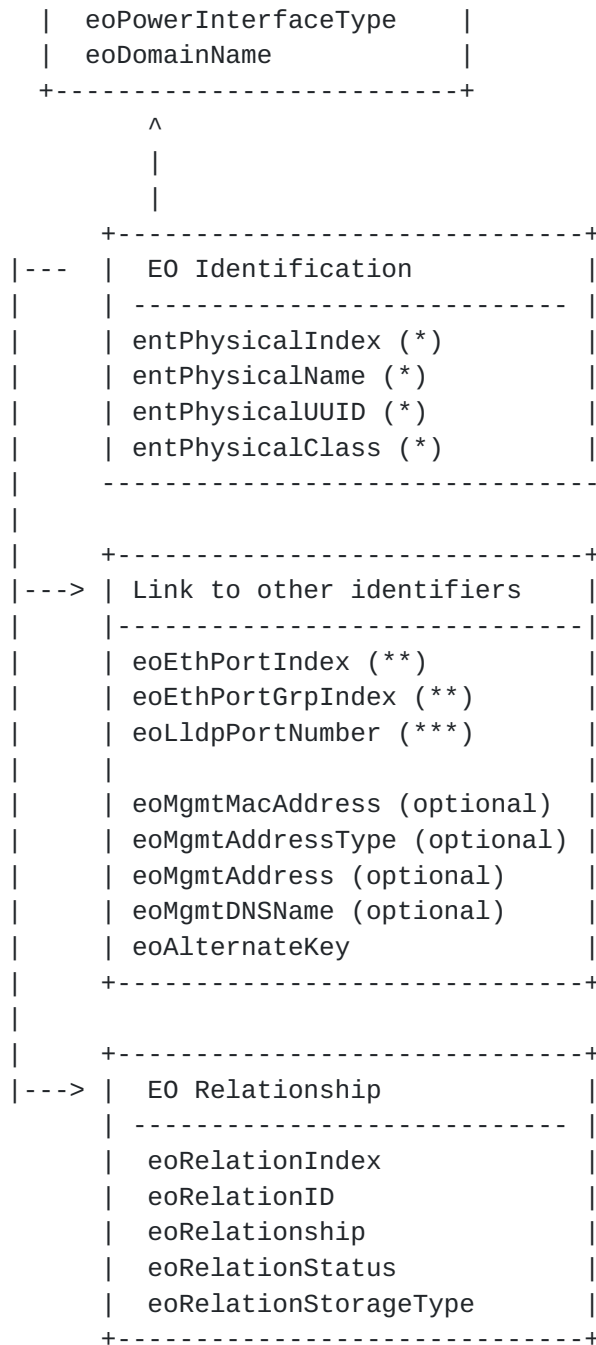 |  eoPowerInterfaceType    |
|  eoDomainName            |
+--------------------------+
^
|
|
+------------------------------+
|---  |  EO Identification           |
|     | ---------------------------- |
|     | entPhysicalIndex (*)         |
|     | entPhysicalName (*)          |
|     | entPhysicalUUID (*)          |
|     | entPhysicalClass (*)         |
|     --------------------------------
|
|     +------------------------------+
|---> | Link to other identifiers    |
|     |------------------------------|
|     | eoEthPortIndex (**)          |
|     | eoEthPortGrpIndex (**)       |
|     | eoLldpPortNumber (***)       |
|     |                              |
|     | eoMgmtMacAddress (optional)  |
|     | eoMgmtAddressType (optional) |
|     | eoMgmtAddress (optional)     |
|     | eoMgmtDNSName (optional)     |
|     | eoAlternateKey               |
|     +------------------------------+
|
|     +------------------------------+
|---> |  EO Relationship             |
      | ---------------------------- |
      |  eoRelationIndex             |
      |  eoRelationID                |
      |  eoRelationship              |
      |  eoRelationStatus            |
      |  eoRelationStorageType       |
      +------------------------------+